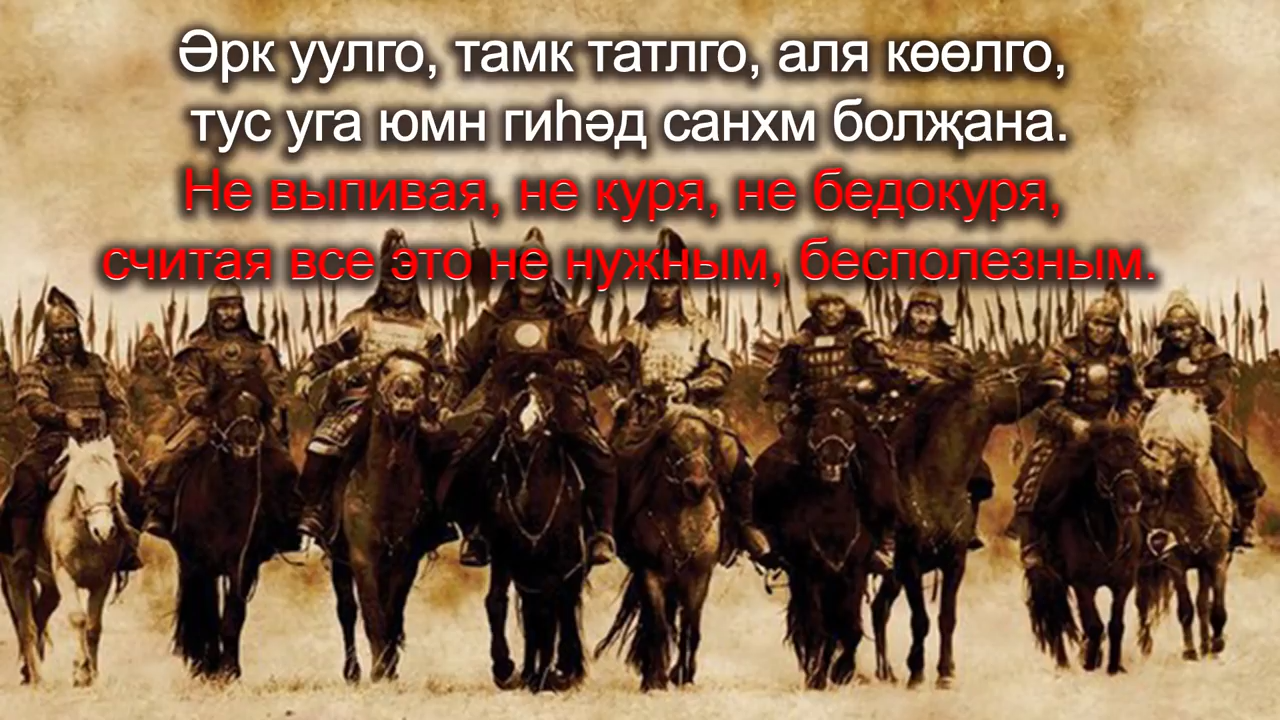 Әрк уулго, тамк татлго, аля көөлго,
тус уга юмн гиһәд санхм болҗана.
Не выпивая, не куря, не бедокуря,
считая все это не нужным, бесполезным.